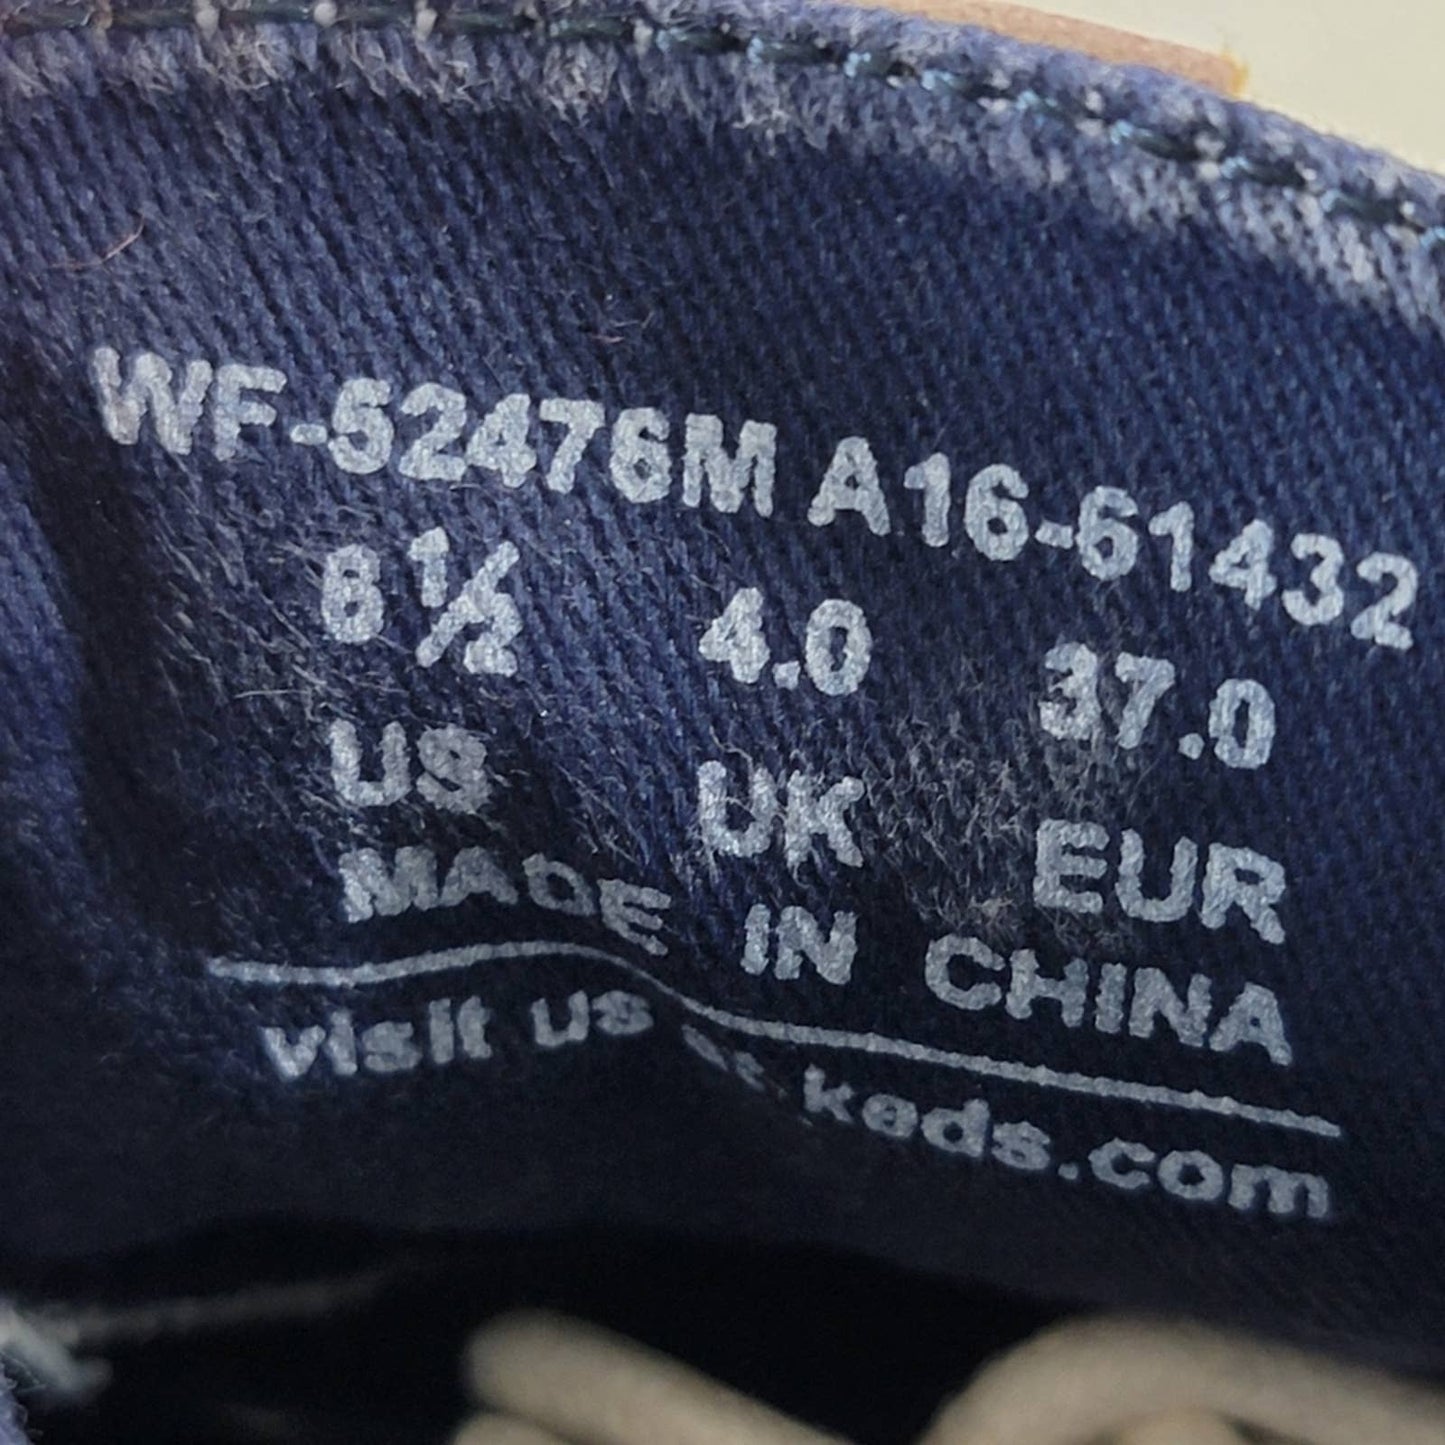 WF-52476M A16-61432
6½ 4.0 37.0
US UK EUR
MADE IN CHINA
visit us at keds.com